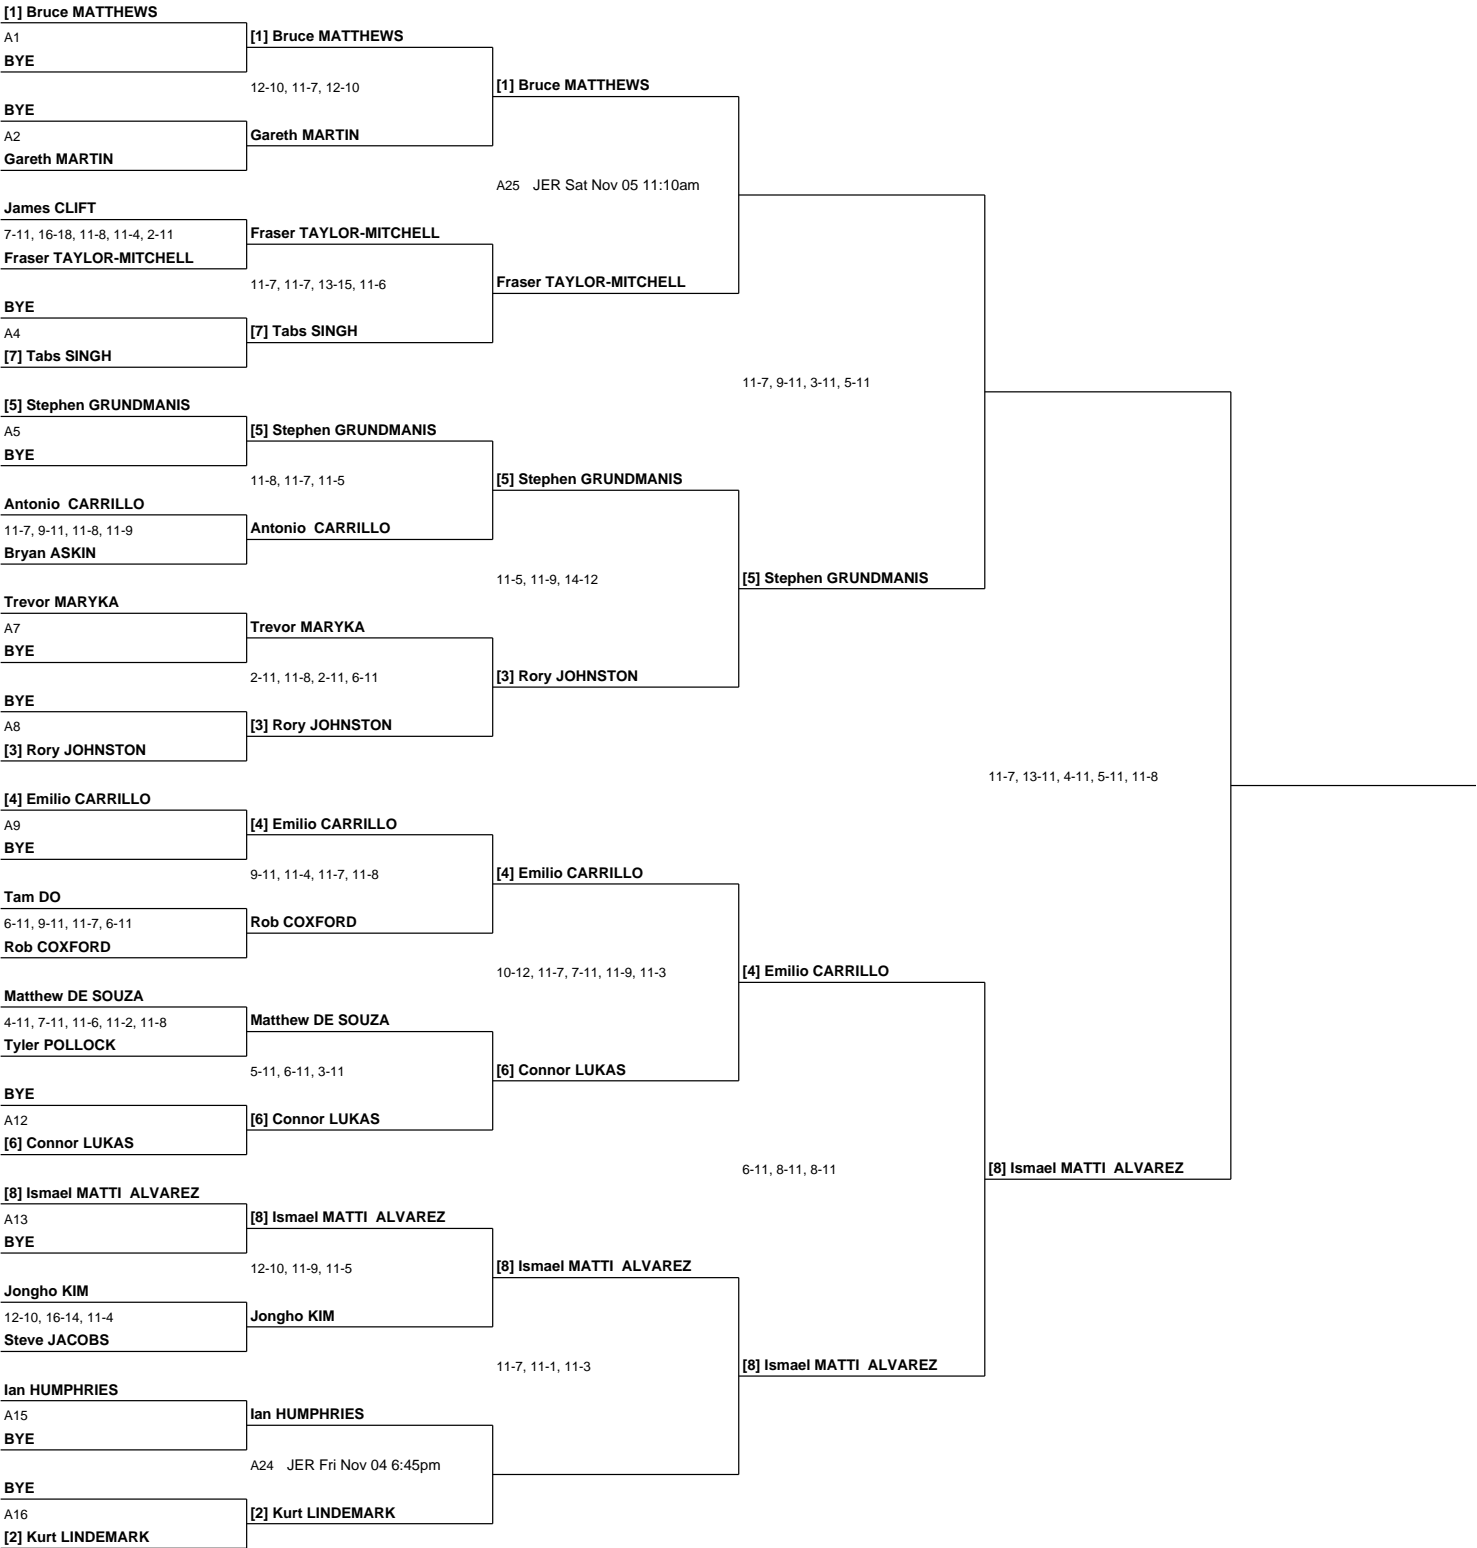 [1] Bruce MATTHEWS
A1
BYE
BYE
A2
Gareth MARTIN
James CLIFT
7-11, 16-18, 11-8, 11-4, 2-11
Fraser TAYLOR-MITCHELL
BYE
A4
[7] Tabs SINGH
[5] Stephen GRUNDMANIS
A5
BYE
Antonio CARRILLO
11-7, 9-11, 11-8, 11-9
Bryan ASKIN
Trevor MARYKA
A7
BYE
BYE
A8
[3] Rory JOHNSTON
[4] Emilio CARRILLO
A9
BYE
Tam DO
6-11, 9-11, 11-7, 6-11
Rob COXFORD
Matthew DE SOUZA
4-11, 7-11, 11-6, 11-2, 11-8
Tyler POLLOCK
BYE
A12
[6] Connor LUKAS
[8] Ismael MATTI ALVAREZ
A13
BYE
Jongho KIM
12-10, 16-14, 11-4
Steve JACOBS
Ian HUMPHRIES
A15
BYE
BYE
A16
[2] Kurt LINDEMARK
[1] Bruce MATTHEWS
12-10, 11-7, 12-10
Gareth MARTIN
Fraser TAYLOR-MITCHELL
11-7, 11-7, 13-15, 11-6
[7] Tabs SINGH
[5] Stephen GRUNDMANIS
11-8, 11-7, 11-5
Antonio CARRILLO
Trevor MARYKA
2-11, 11-8, 2-11, 6-11
[3] Rory JOHNSTON
[4] Emilio CARRILLO
9-11, 11-4, 11-7, 11-8
Rob COXFORD
Matthew DE SOUZA
5-11, 6-11, 3-11
[6] Connor LUKAS
[8] Ismael MATTI ALVAREZ
12-10, 11-9, 11-5
Jongho KIM
Ian HUMPHRIES
A24 JER Fri Nov 04 6:45pm
[2] Kurt LINDEMARK
[1] Bruce MATTHEWS
A25 JER Sat Nov 05 11:10am
Fraser TAYLOR-MITCHELL
[5] Stephen GRUNDMANIS
11-5, 11-9, 14-12
[3] Rory JOHNSTON
[4] Emilio CARRILLO
10-12, 11-7, 7-11, 11-9, 11-3
[6] Connor LUKAS
[8] Ismael MATTI ALVAREZ
11-7, 11-1, 11-3
11-7, 9-11, 3-11, 5-11
[5] Stephen GRUNDMANIS
[4] Emilio CARRILLO
6-11, 8-11, 8-11
[8] Ismael MATTI ALVAREZ
11-7, 13-11, 4-11, 5-11, 11-8
[8] Ismael MATTI ALVAREZ